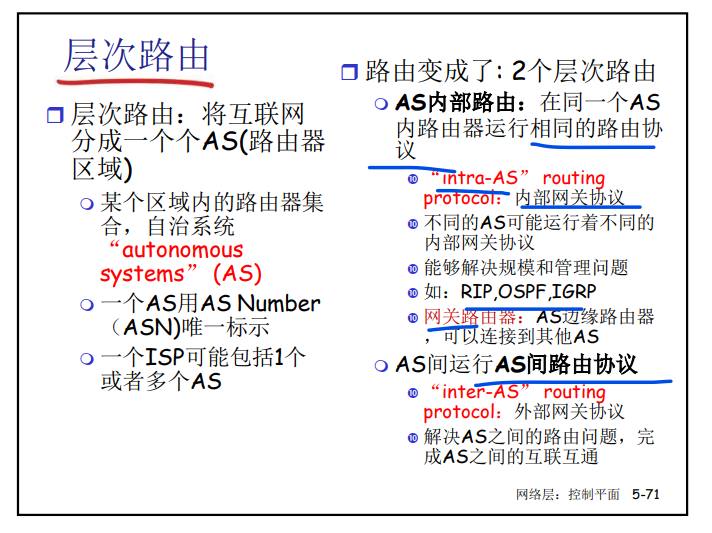 层次路由
❒ 层次路由：将互联网
分成一个个AS(路由器
区域)
❍ 某个区域内的路由器集
合，自治系统
“autonomous
systems” (AS)
❍ 一个AS用AS Number
（ASN)唯一标示
❍ 一个ISP可能包括1个
或者多个AS
❒ 路由变成了: 2个层次路由
❍ AS内部路由：在同一个AS
内路由器运行相同的路由协
议
❿ “intra-AS” routing
protocol：内部网关协议
❿ 不同的AS可能运行着不同的
内部网关协议
❿ 能够解决规模和管理问题
❿ 如：RIP,OSPF,IGRP
❿ 网关路由器：AS边缘路由器
，可以连接到其他AS
❍ AS间运行AS间路由协议
❿ “inter-AS” routing
protocol：外部网关协议
❿ 解决AS之间的路由问题，完
成AS之间的互联互通
网络层：控制平面 5-71